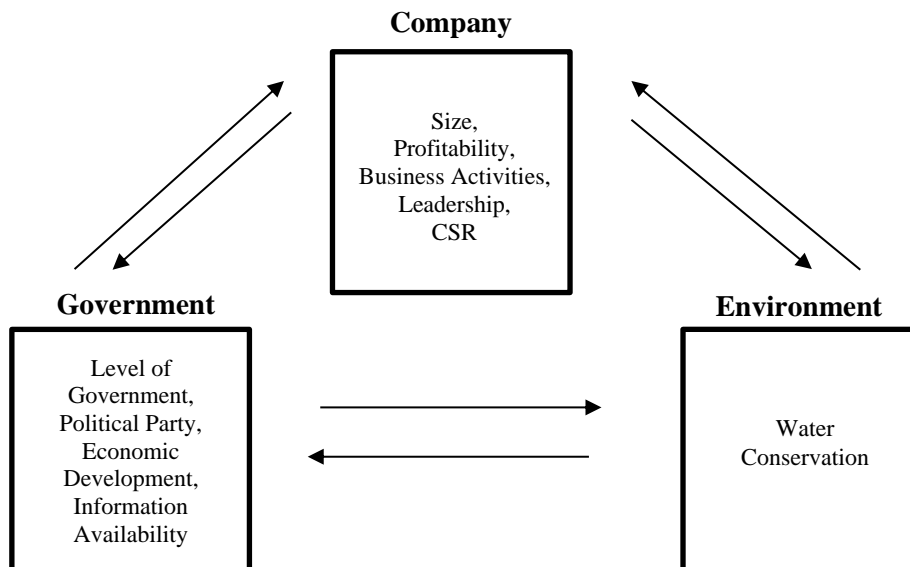 Company
Size,
Profitability,
Business Activities,
Leadership,
CSR
Government
Level of
Government,
Political Party,
Economic
Development,
Information
Availability
Environment
Water
Conservation